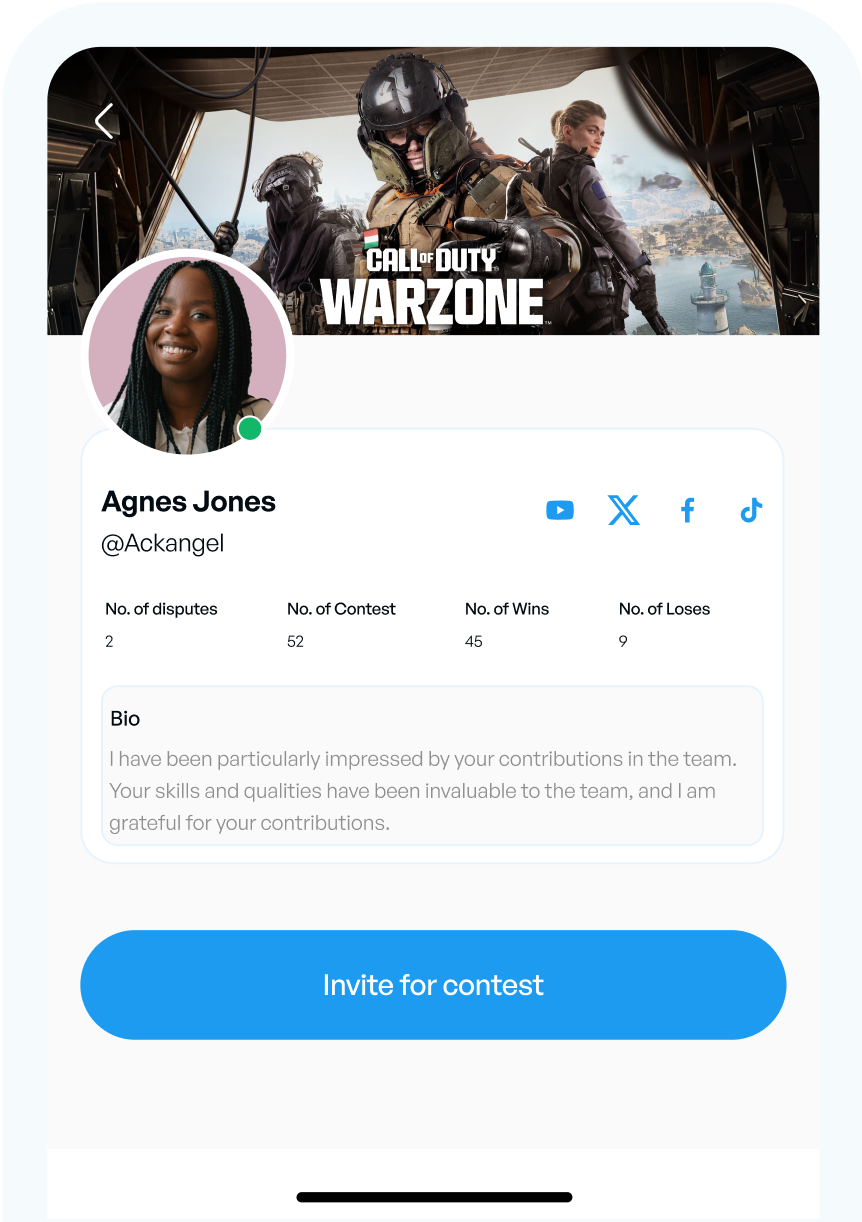 CALL OF DUTY
WARZONE
Agnes Jones
@Ackangel
No. of disputes No. of Contest No. of Wins No. of Loses
2 52 45 9
Bio
I have been particularly impressed by your contributions in the team.
Your skills and qualities have been invaluable to the team, and I am
grateful for your contributions.
Invite for contest